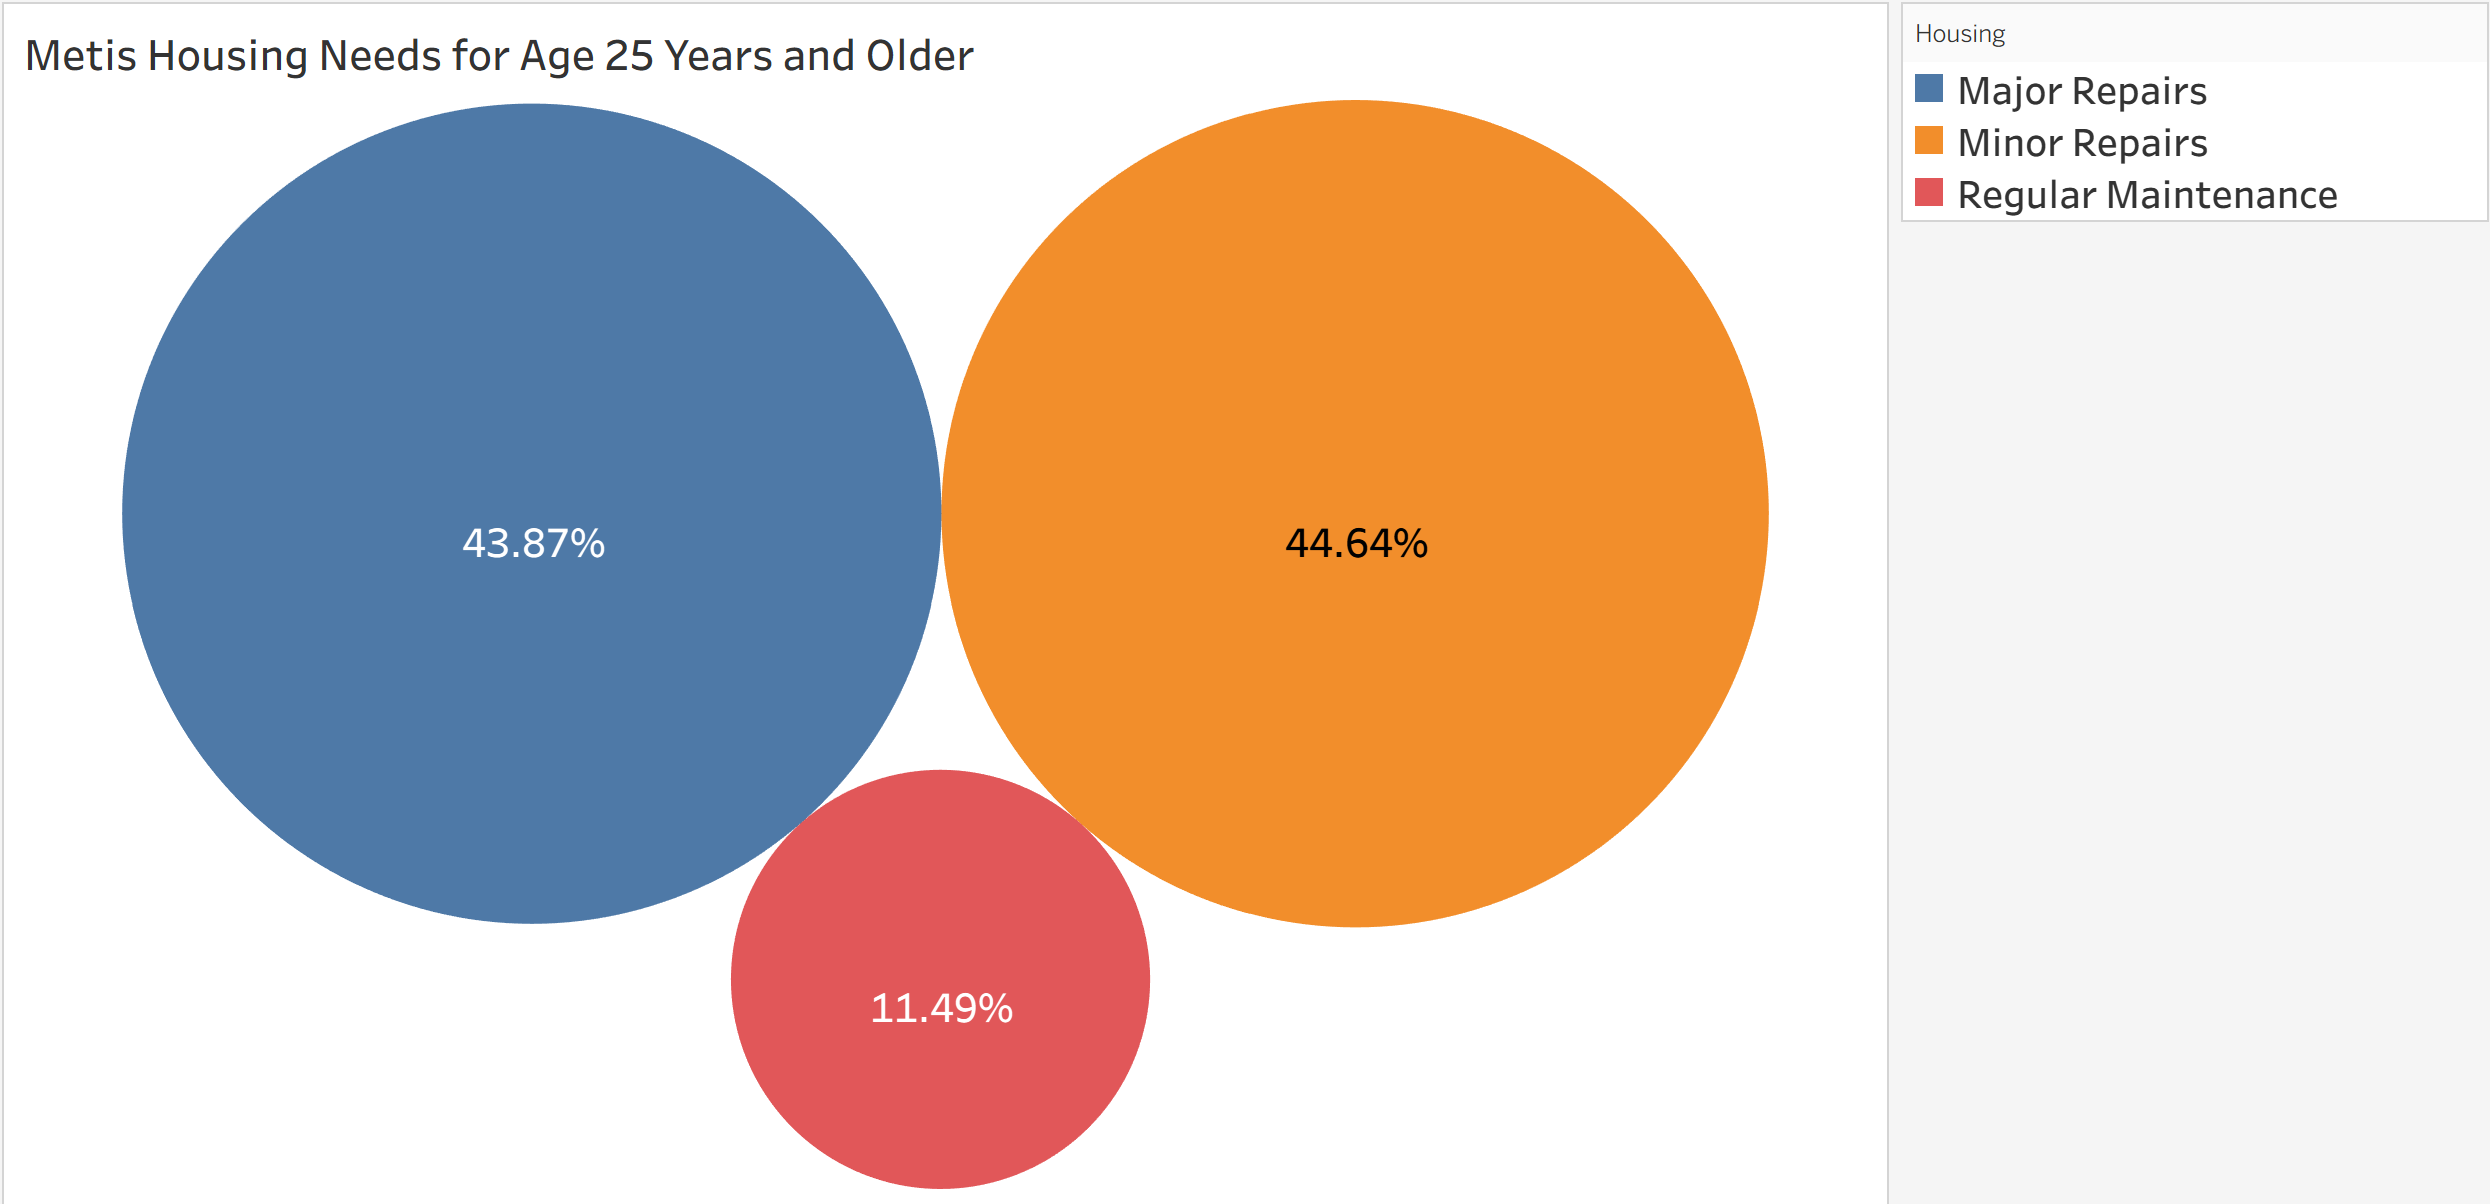 Metis Housing Needs for Age 25 Years and Older
43.87%
44.64%
11.49%
Housing
Major Repairs
Minor Repairs
Regular Maintenance